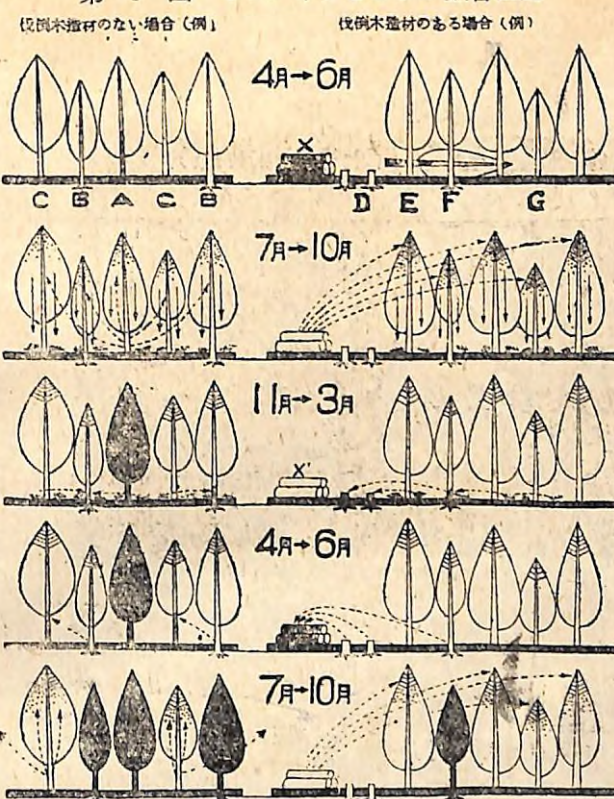 第
図
伐倒木造材のない場合（例）
伐倒木造材のある場合（例）
4月→6月
X
C B A C B
D E F G
7月→10月
11月→3月
X'
4月→6月
7月→10月